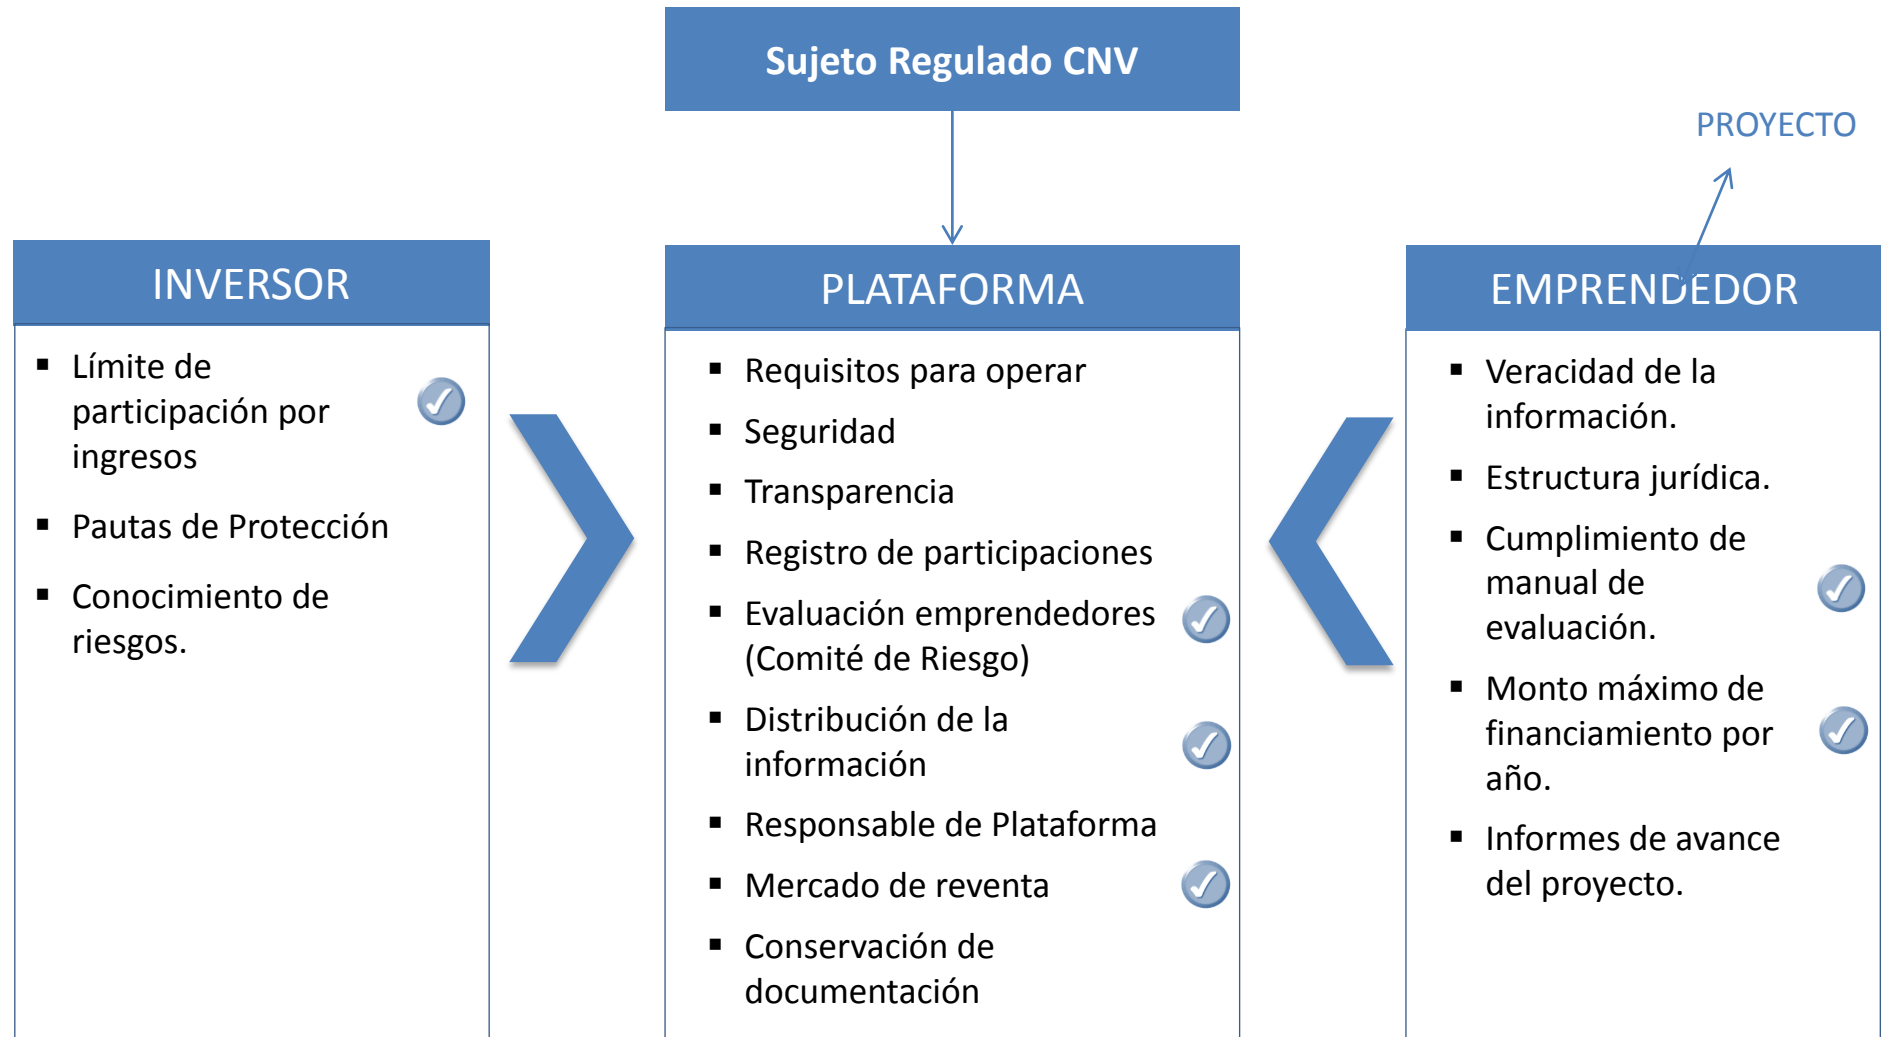 Sujeto Regulado CNV
PROYECTO
INVERSOR
▪ Límite de
participación por
ingresos
▪ Pautas de Protección
▪ Conocimiento de
riesgos.
PLATAFORMA
▪ Requisitos para operar
▪ Seguridad
▪ Transparencia
▪ Registro de participaciones
▪ Evaluación emprendedores
(Comité de Riesgo)
▪ Distribución de la
información
▪ Responsable de Plataforma
▪ Mercado de reventa
▪ Conservación de
documentación
EMPRENDEDOR
▪ Veracidad de la
información.
▪ Estructura jurídica.
▪ Cumplimiento de
manual de
evaluación.
▪ Monto máximo de
financiamiento por
año.
▪ Informes de avance
del proyecto.